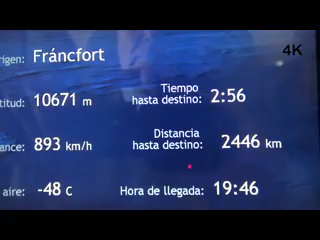 igen: Fráncfort
4K
titud: 10671 m
Tiempo
hasta destino: 2:56
ance: 893 km/h
Distancia
hasta destino: 2446 km
aire: -48 C
Hora de llegada: 19:46